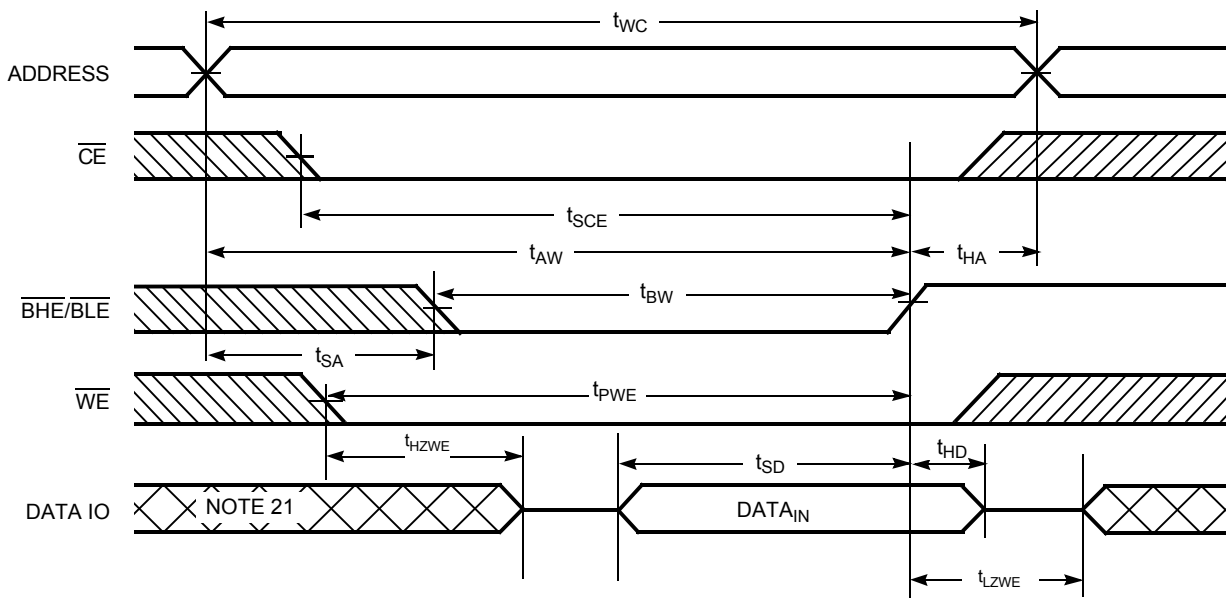 tWC
ADDRESS
CE
tSCE
tAW
tHA
tBW
BHE/BLE
tSA
WE
tPWE
tHZWE
tSD
tHD
DATA IO
NOTE 21
DATAIN
tLZWE